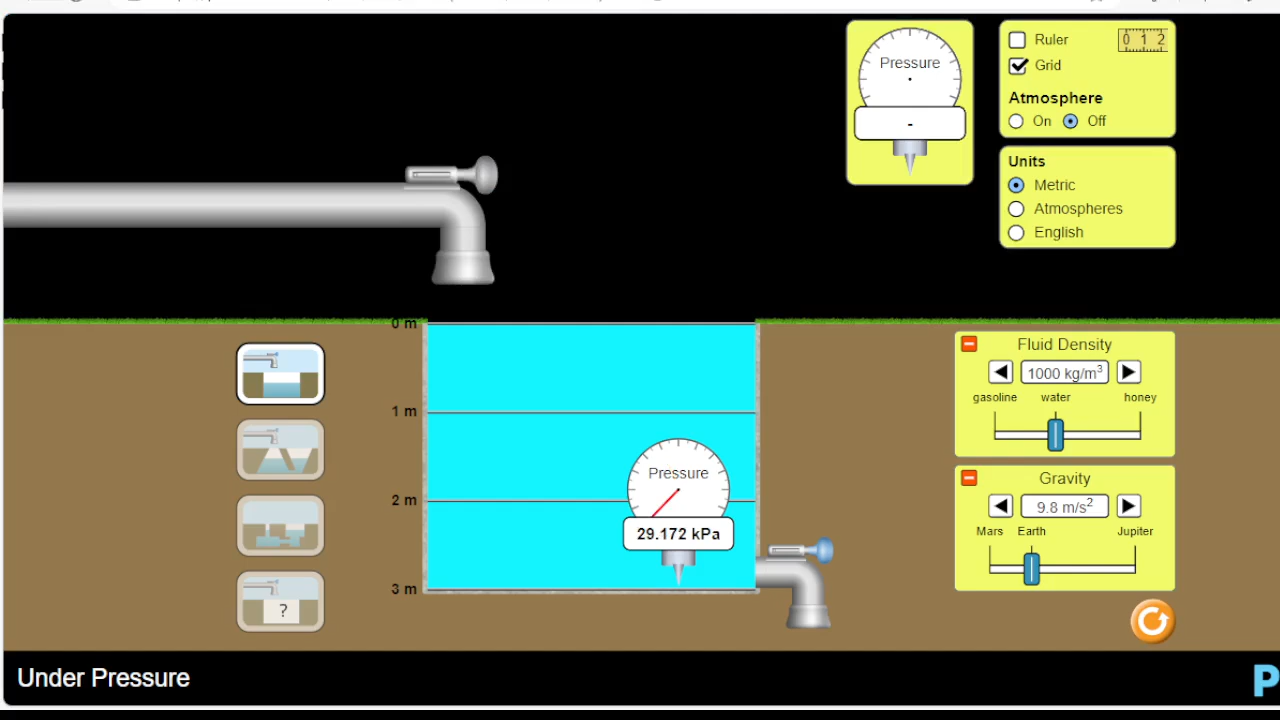 Pressure
-
Ruler
0 1 2
Grid
Atmosphere
On Off
Units
Metric
Atmospheres
English
0 m
1 m
2 m
3 m
Pressure
29.172 kPa
?
Fluid Density
1000 kg/m³
gasoline water honey
Gravity
9.8 m/s²
Mars Earth Jupiter
Under Pressure
P